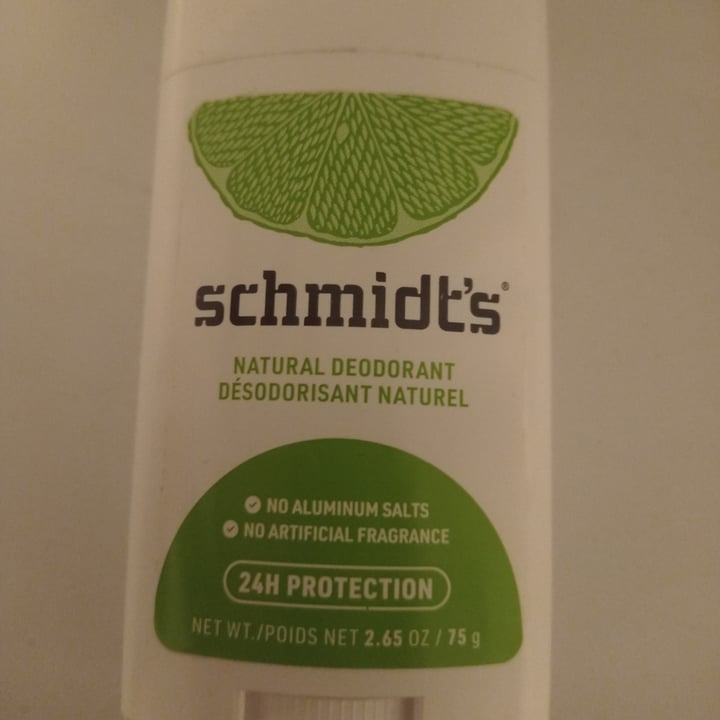 schmidt's®
NATURAL DEODORANT
DÉSODORISANT NATUREL
NO ALUMINUM SALTS
NO ARTIFICIAL FRAGRANCE
24H PROTECTION
NET WT./POIDS NET 2.65 OZ / 75 g